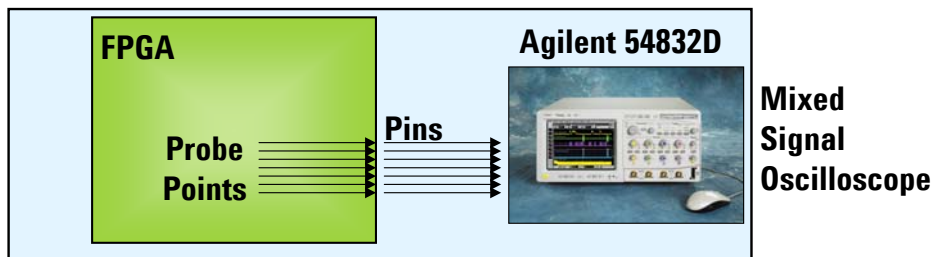 FPGA
Agilent 54832D
Pins
Probe
Points
Mixed
Signal
Oscilloscope